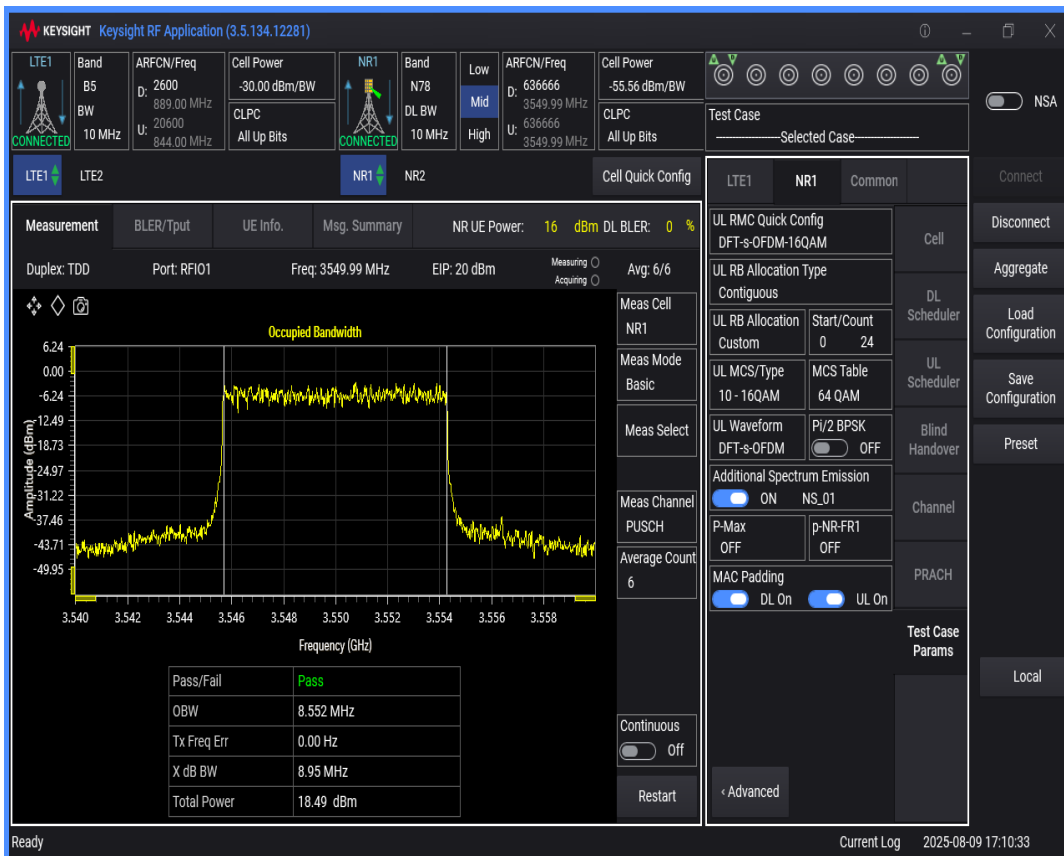 KEYSIGHT Keysight RF Application (3.5.134.12281)
LTE1 Band ARFCN/Freq Cell Power NR1 Band Low ARFCN/Freq Cell Power
B5 D: 2600 -30.00 dBm/BW N78 D: 636666 -55.56 dBm/BW
889.00 MHz Mid 3549.99 MHz
BW CLPC DL BW CLPC
CONNECTED 10 MHz U: 20600 All Up Bits CONNECTED 10 MHz High U: 636666 All Up Bits
844.00 MHz 3549.99 MHz
Test Case
Selected Case
NSA
LTE1 LTE2 NR1 NR2 Cell Quick Config
Measurement BLER/Tput UE Info. Msg. Summary NR UE Power: 16 dBm DL BLER: 0 %
Duplex: TDD Port: RFIO1 Freq: 3549.99 MHz EIP: 20 dBm Measuring Avg: 6/6
Acquiring
Occupied Bandwidth
Amplitude (dBm)
6.24
0.00
-6.24
-12.49
-18.73
-24.97
-31.22
-37.46
-43.71
-49.95
3.540 3.542 3.544 3.546 3.548 3.550 3.552 3.554 3.556 3.558
Frequency (GHz)
Pass/Fail Pass
OBW 8.552 MHz
Tx Freq Err 0.00 Hz
X dB BW 8.95 MHz
Total Power 18.49 dBm
Meas Cell
NR1
Meas Mode
Basic
Meas Select
Meas Channel
PUSCH
Average Count
6
Continuous
Off
Restart
LTE1 NR1 Common
UL RMC Quick Config
DFT-s-OFDM-16QAM
UL RB Allocation Type
Contiguous
UL RB Allocation Start/Count
Custom 0 24
UL MCS/Type MCS Table
10 - 16QAM 64 QAM
UL Waveform Pi/2 BPSK
DFT-s-OFDM OFF
Additional Spectrum Emission
ON NS_01
P-Max p-NR-FR1
OFF OFF
MAC Padding
DL On UL On
‹ Advanced
Cell
DL
Scheduler
UL
Scheduler
Blind
Handover
Channel
PRACH
Test Case
Params
Connect
Disconnect
Aggregate
Load
Configuration
Save
Configuration
Preset
Local
Ready Current Log 2025-08-09 17:10:33